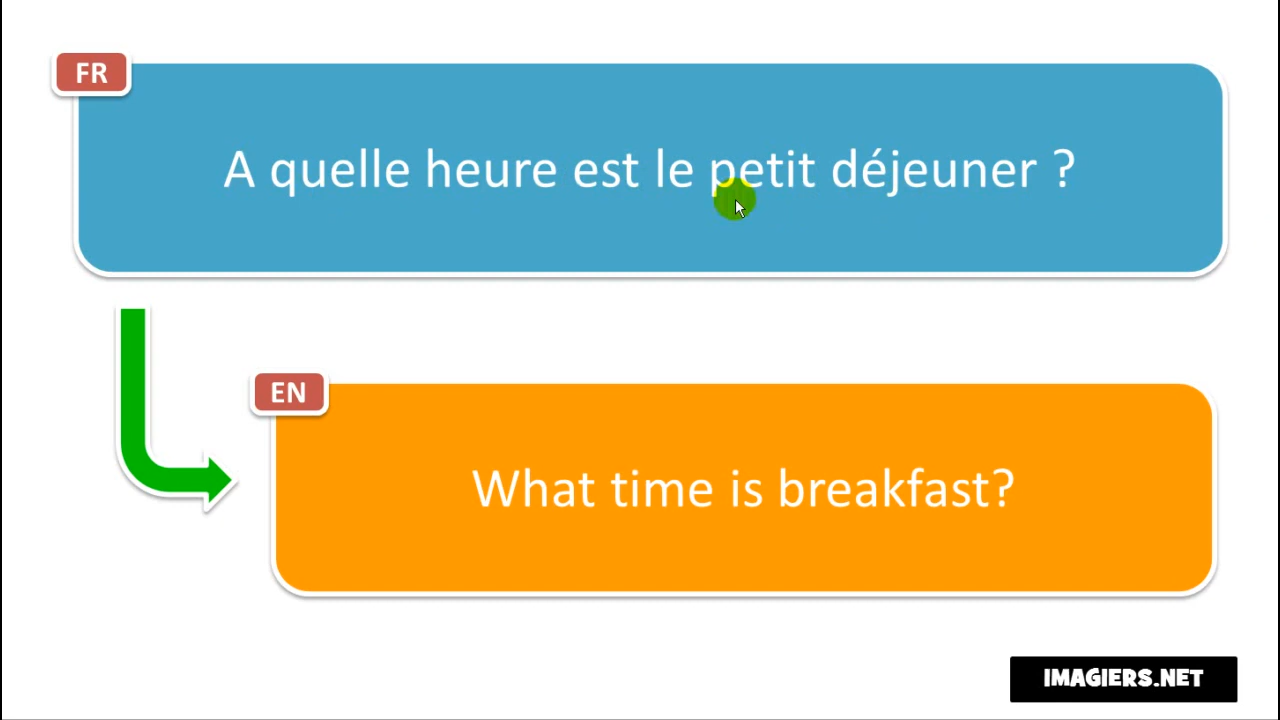 FR
A quelle heure est le petit déjeuner ?
EN
What time is breakfast?
IMAGIERS.NET